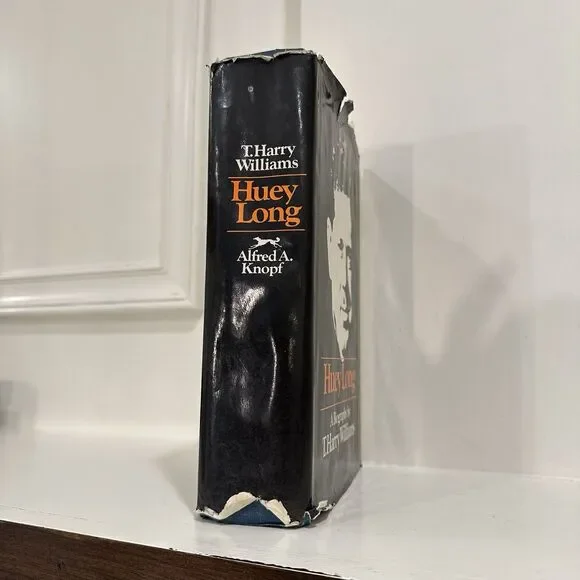 T. Harry
Williams
Huey
Long
Alfred A.
Knopf
Huey Long
A Biography by
T. Harry Williams